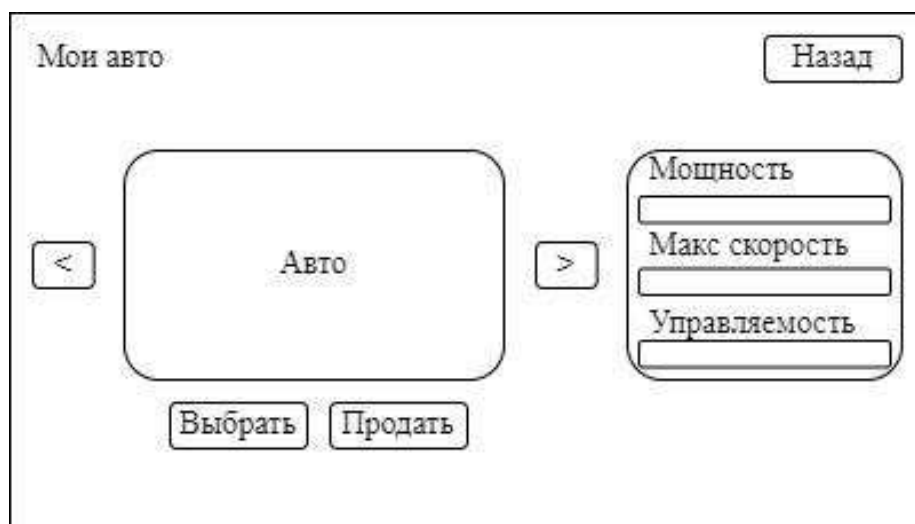 Мои авто
Назад
<
Авто
>
Мощность
Макс скорость
Управляемость
Выбрать
Продать